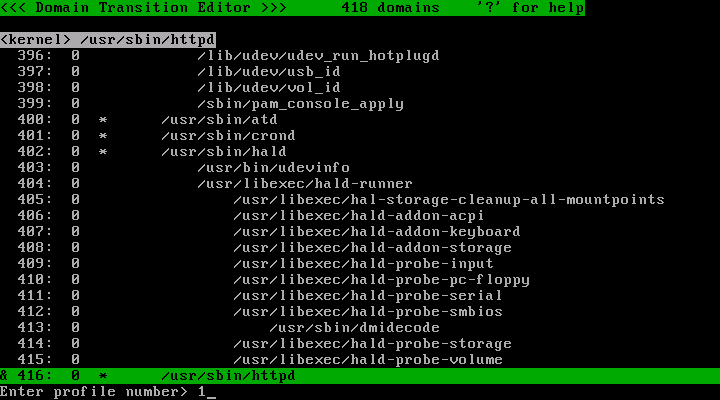 <<< Domain Transition Editor >>>      418 domains    '?' for help
<kernel> /usr/sbin/httpd
396:  0             /lib/udev/udev_run_hotplugd
397:  0             /lib/udev/usb_id
398:  0             /lib/udev/vol_id
399:  0             /sbin/pam_console_apply
400:  0  *      /usr/sbin/atd
401:  0  *      /usr/sbin/crond
402:  0  *      /usr/sbin/hald
403:  0             /usr/bin/udevinfo
404:  0             /usr/libexec/hald-runner
405:  0                 /usr/libexec/hal-storage-cleanup-all-mountpoints
406:  0                 /usr/libexec/hald-addon-acpi
407:  0                 /usr/libexec/hald-addon-keyboard
408:  0                 /usr/libexec/hald-addon-storage
409:  0                 /usr/libexec/hald-probe-input
410:  0                 /usr/libexec/hald-probe-pc-floppy
411:  0                 /usr/libexec/hald-probe-serial
412:  0                 /usr/libexec/hald-probe-smbios
413:  0                     /usr/sbin/dmidecode
414:  0                 /usr/libexec/hald-probe-storage
415:  0                 /usr/libexec/hald-probe-volume
& 416:  0  *      /usr/sbin/httpd
Enter profile number> 1_